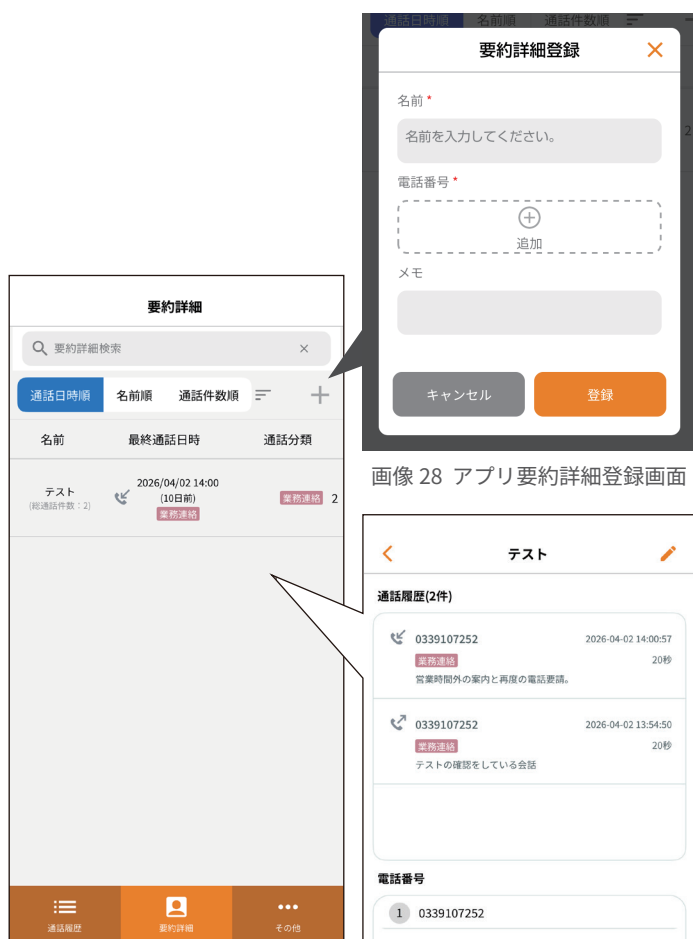 通話日時順 名前順 通話件数順
要約詳細登録
名前 *
名前を入力してください。
電話番号 *
追加
メモ
キャンセル 登録
画像 28 アプリ要約詳細登録画面
要約詳細
要約詳細検索
通話日時順 名前順 通話件数順
名前 最終通話日時 通話分類
テスト
(総通話件数：2)
2026/04/02 14:00
(10日前)
業務連絡
業務連絡 2
通話履歴 要約詳細 その他
テスト
通話履歴(2件)
0339107252 2026-04-02 14:00:57
業務連絡 20秒
営業時間外の案内と再度の電話要請。
0339107252 2026-04-02 13:54:50
業務連絡 20秒
テストの確認をしている会話
電話番号
1 0339107252